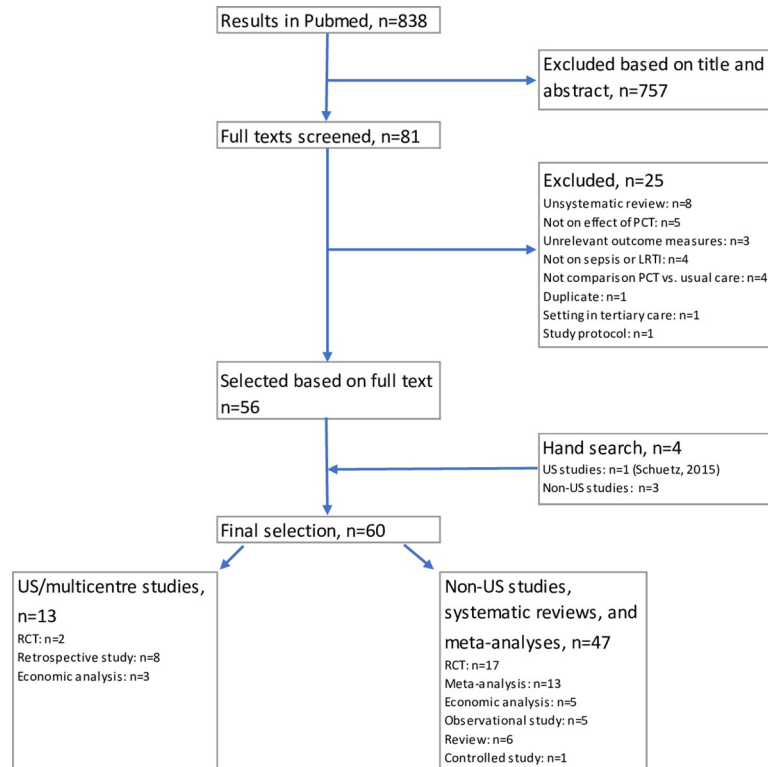 Results in Pubmed, n=838
Excluded based on title and
abstract, n=757
Full texts screened, n=81
Excluded, n=25
Unsystematic review: n=8
Not on effect of PCT: n=5
Unrelevant outcome measures: n=3
Not on sepsis or LRTI: n=4
Not comparison PCT vs. usual care: n=4
Duplicate: n=1
Setting in tertiary care: n=1
Study protocol: n=1
Selected based on full text
n=56
Hand search, n=4
US studies: n=1 (Schuetz, 2015)
Non-US studies: n=3
Final selection, n=60
US/multicentre studies,
n=13
RCT: n=2
Retrospective study: n=8
Economic analysis: n=3
Non-US studies,
systematic reviews, and
meta-analyses, n=47
RCT: n=17
Meta-analysis: n=13
Economic analysis: n=5
Observational study: n=5
Review: n=6
Controlled study: n=1